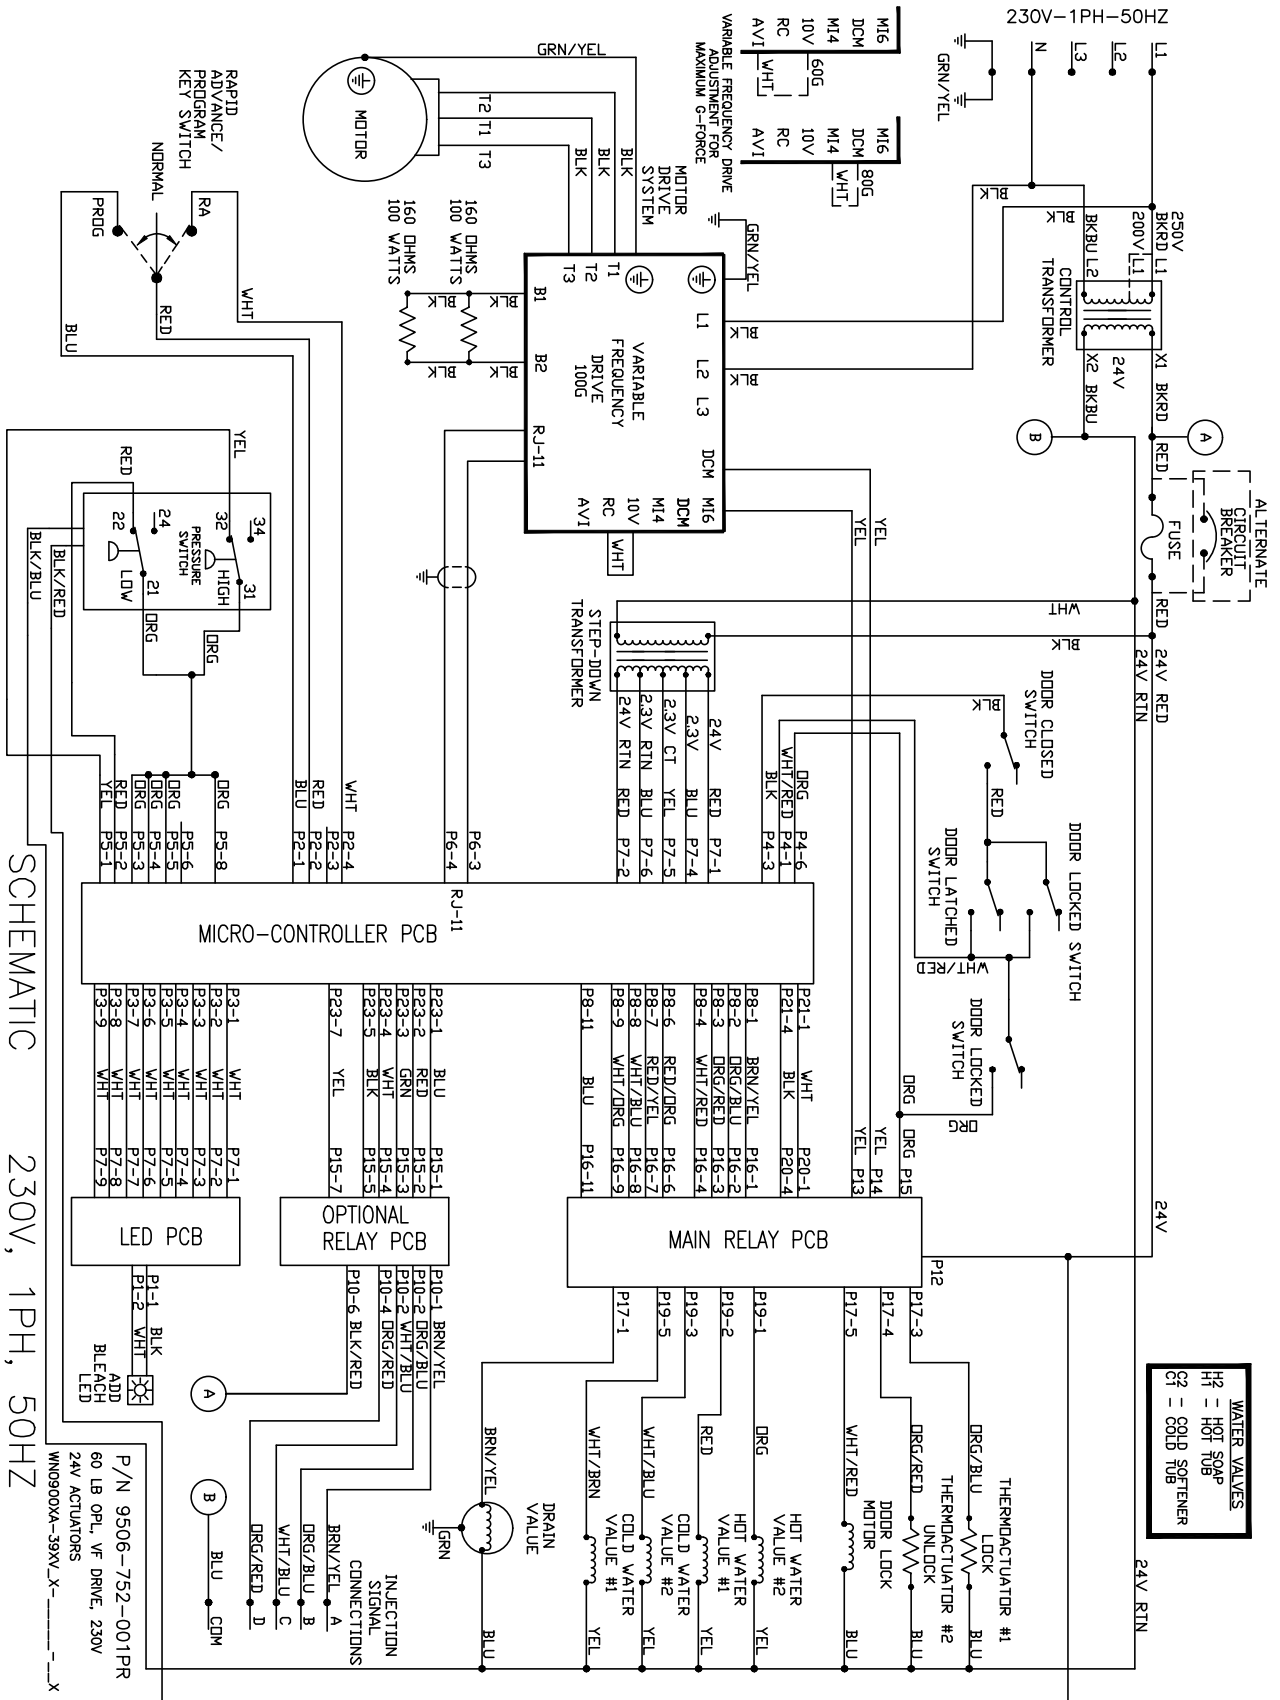 230V-1PH-50HZ
L1
L2
L3
N
GRN/YEL
MI6
DCM
MI4
10V
RC
AVI
60G
WHT
MI6
DCM
MI4
10V
RC
AVI
80G
WHT
VARIABLE FREQUENCY DRIVE
ADJUSTMENT FOR
MAXIMUM G-FORCE
BLK
BLK
250V
BKRD L1
200V L1
BKBU L2
CONTROL
TRANSFORMER
24V
X1 BKRD
X2 BKBU
A
B
RED
ALTERNATE
CIRCUIT
BREAKER
FUSE
RED
24V RED
24V RTN
WHT
BLK
GRN/YEL
MOTOR
T2
T1
T3
BLK
BLK
BLK
MOTOR
DRIVE
SYSTEM
GRN/YEL
T1
T2
T3
L1
L2
L3
BLK
BLK
VARIABLE
FREQUENCY
DRIVE
100G
B1
B2
BLK
BLK
BLK
BLK
160 OHMS
100 WATTS
160 OHMS
100 WATTS
RJ-11
DCM
MI6
DCM
MI4
10V
RC
AVI
WHT
YEL
YEL
RAPID
ADVANCE/
PROGRAM
KEY SWITCH
NORMAL
RA
PROG
WHT
RED
BLU
YEL
RED
34
32
31
HIGH
PRESSURE
SWITCH
24
22
21
LOW
ORG
ORG
BLK/RED
BLK/BLU
STEP-DOWN
TRANSFORMER
24V
2.3V
2.3V CT
2.3V RTN
24V RTN
RED P7-1
BLU P7-4
YEL P7-5
BLU P7-6
RED P7-2
DOOR CLOSED
SWITCH
BLK
RED
DOOR LOCKED SWITCH
DOOR LATCHED
SWITCH
WHT/RED
DOOR LOCKED
SWITCH
ORG
ORG
ORG P4-6
WHT/RED P4-1
BLK P4-3
P6-3
P6-4
WHT P2-4
P2-3
RED P2-2
BLU P2-1
ORG P5-8
P5-6
ORG P5-5
ORG P5-4
ORG P5-3
RED P5-2
YEL P5-1
RJ-11
MICRO-CONTROLLER PCB
P21-1 WHT P20-1
P21-4 BLK P20-4
P8-1 BRN/YEL P16-1
P8-2 ORG/BLU P16-2
P8-3 ORG/RED P16-3
P8-4 WHT/RED P16-4
P8-6 RED/ORG P16-6
P8-7 RED/YEL P16-7
P8-8 WHT/BLU P16-8
P8-9 WHT/ORG P16-9
P8-11 BLU P16-11
P23-1 BLU P15-1
P23-2 RED P15-2
P23-3 GRN P15-3
P23-4 WHT P15-4
P23-5 BLK P15-5
P23-7 YEL P15-7
P3-1 WHT P7-1
P3-2 WHT P7-2
P3-3 WHT P7-3
P3-4 WHT P7-4
P3-5 WHT P7-5
P3-6 WHT P7-6
P3-7 WHT P7-7
P3-8 WHT P7-8
P3-9 WHT P7-9
ORG P15
YEL P14
YEL P13
24V
P12
MAIN RELAY PCB
OPTIONAL
RELAY PCB
LED PCB
P17-3
P17-4
P17-5
P19-1
P19-2
P19-3
P19-5
P17-1
P10-1 BRN/YEL
P10-2 ORG/BLU
P10-2 WHT/BLU
P10-4 ORG/RED
P10-6 BLK/RED
P1-1 BLK
P1-2 WHT
ADD
BLEACH
LED
A
B
BLU
COM
WATER VALVES
H2 - HOT SOAP
H1 - HOT TUB
C2 - COLD SOFTENER
C1 - COLD TUB
24V RTN
ORG/BLU
THERMOACTUATOR #1
LOCK
BLU
ORG/RED
THERMOACTUATOR #2
UNLOCK
BLU
WHT/RED
DOOR LOCK
MOTOR
BLU
ORG
HOT WATER
VALUE #2
YEL
RED
HOT WATER
VALUE #1
YEL
WHT/BLU
COLD WATER
VALUE #2
YEL
WHT/BRN
COLD WATER
VALUE #1
YEL
BRN/YEL
DRAIN
VALUE
GRN
BLU
INJECTION
SIGNAL
CONNECTIONS
BRN/YEL A
ORG/BLU B
WHT/BLU C
ORG/RED D
SCHEMATIC 230V, 1PH, 50HZ
P/N 9506-752-001PR
60 LB OPL, VF DRIVE, 230V
24V ACTUATORS
WN0900XA-39XV_X-_____-__X